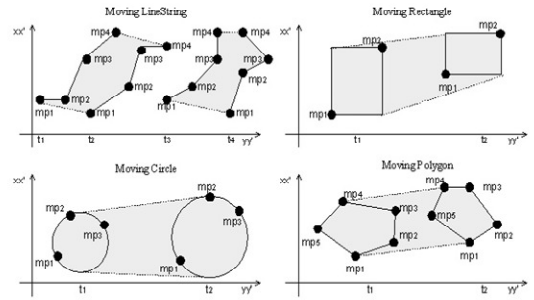 Moving LineString
xx'
mp4
mp4
mp4
mp4
mp3
mp3
mp3
mp3
mp1
mp2
mp2
mp2
mp2
mp1
mp1
mp1
t1
t2
t3
t4
yy'
Moving Rectangle
xx'
mp2
mp2
mp1
mp1
t1
t2
yy'
Moving Circle
xx'
mp2
mp2
mp3
mp3
mp1
mp1
t1
t2
yy'
Moving Polygon
xx'
mp4
mp4
mp3
mp3
mp5
mp5
mp2
mp2
mp1
mp1
t1
t2
yy'